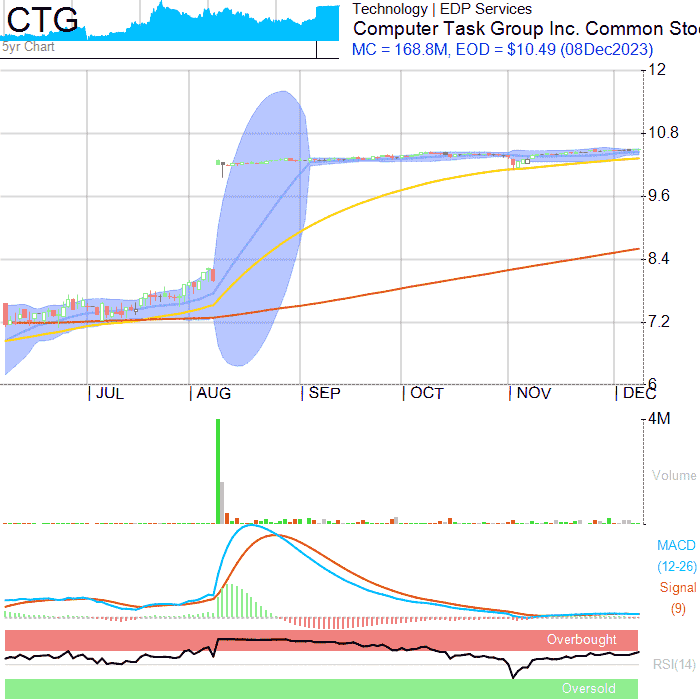 CTG
5yr Chart
Technology | EDP Services
Computer Task Group Inc. Common Sto
MC = 168.8M, EOD = $10.49 (08Dec2023)
12
10.8
9.6
8.4
7.2
6
JUL
AUG
SEP
OCT
NOV
DEC
4M
Volume
MACD
(12-26)
Signal
(9)
Overbought
RSI(14)
Oversold